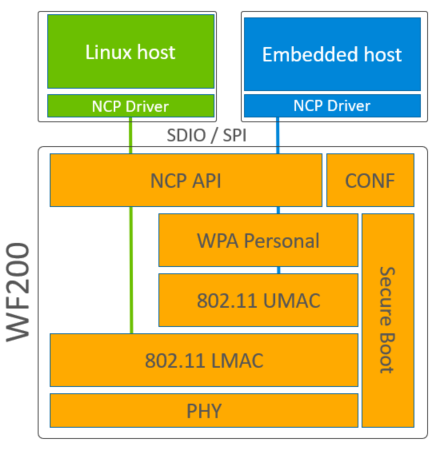 Linux host
Embedded host
NCP Driver
NCP Driver
SDIO / SPI
NCP API
CONF
WPA Personal
802.11 UMAC
Secure Boot
WF200
802.11 LMAC
PHY